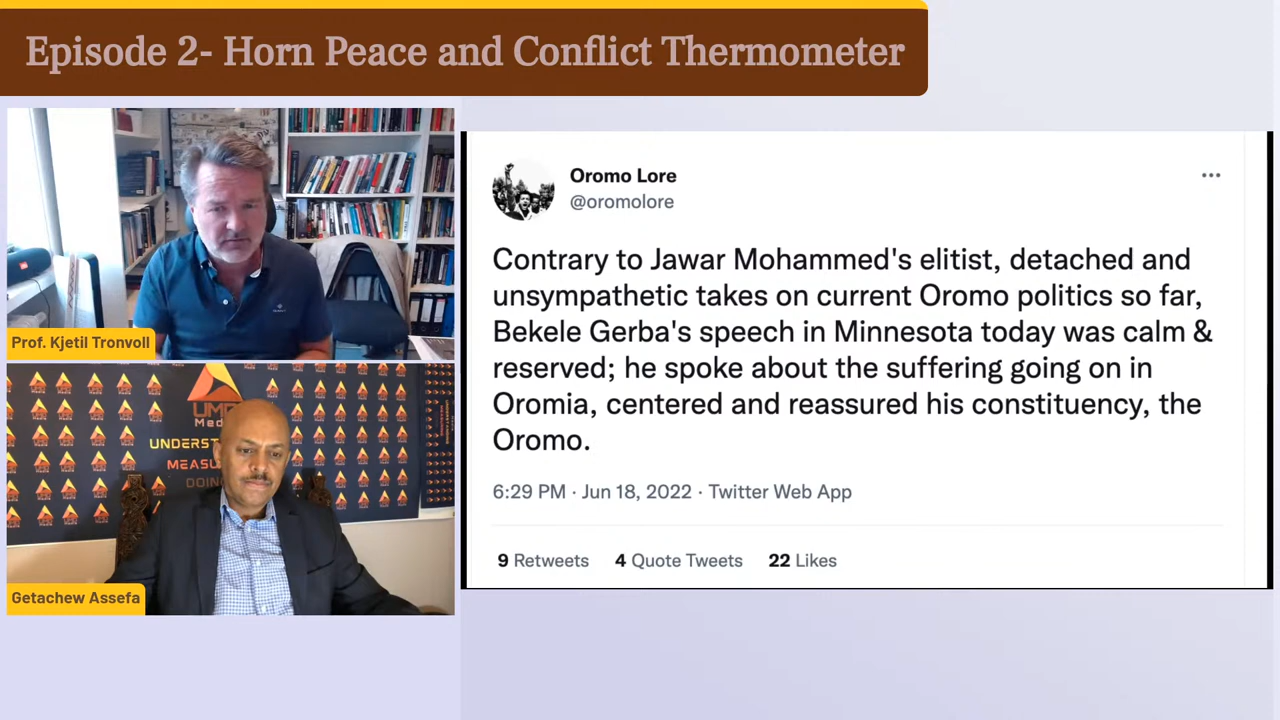 Episode 2- Horn Peace and Conflict Thermometer
Prof. Kjetil Tronvoll
UMD
Media
UNDERST
MEASU
DOING
Getachew Assefa
Oromo Lore
@oromolore
Contrary to Jawar Mohammed's elitist, detached and
unsympathetic takes on current Oromo politics so far,
Bekele Gerba's speech in Minnesota today was calm &
reserved; he spoke about the suffering going on in
Oromia, centered and reassured his constituency, the
Oromo.
6:29 PM · Jun 18, 2022 · Twitter Web App
9 Retweets 4 Quote Tweets 22 Likes